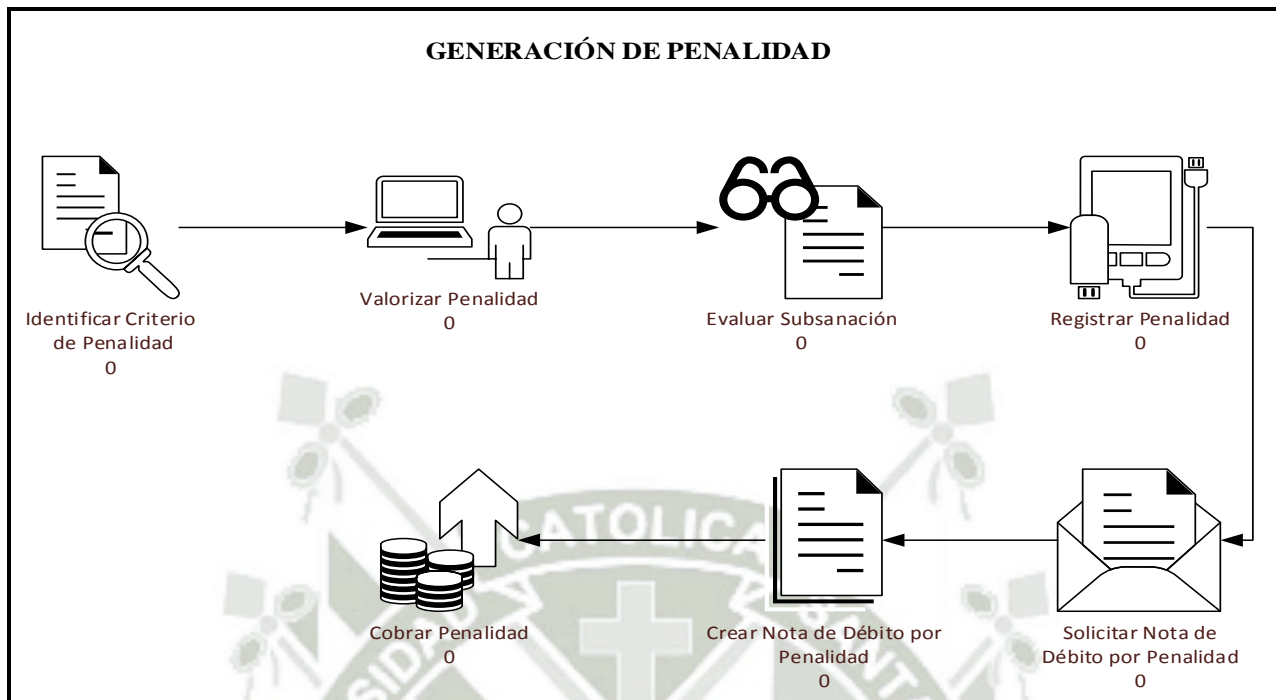 GENERACIÓN DE PENALIDAD
Identificar Criterio
de Penalidad
0
Valorizar Penalidad
0
Evaluar Subsanación
0
Registrar Penalidad
0
Solicitar Nota de
Débito por Penalidad
0
Crear Nota de Débito por
Penalidad
0
Cobrar Penalidad
0
CATOLICA